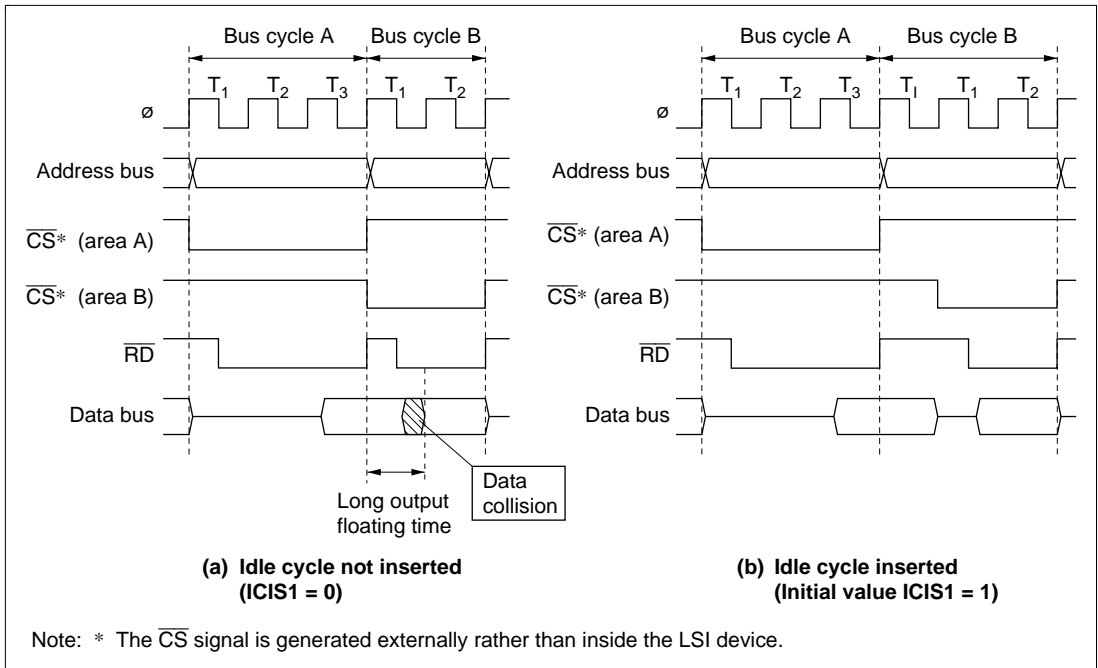 Bus cycle A Bus cycle B
T1 T2 T3 T1 T2
ø
Address bus
CS* (area A)
CS* (area B)
RD
Data bus
Long output
floating time
Data
collision
(a) Idle cycle not inserted
(ICIS1 = 0)
Bus cycle A Bus cycle B
T1 T2 T3 TI T1 T2
ø
Address bus
CS* (area A)
CS* (area B)
RD
Data bus
(b) Idle cycle inserted
(Initial value ICIS1 = 1)
Note: * The CS signal is generated externally rather than inside the LSI device.